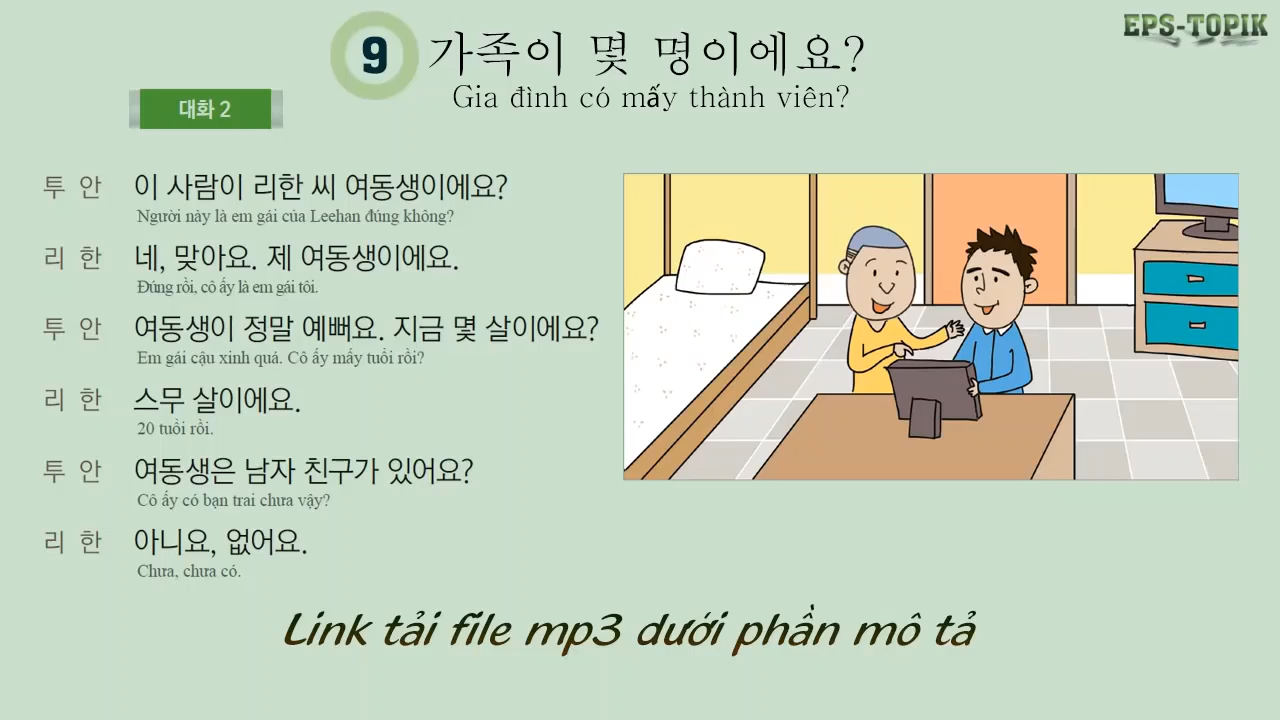 EPS-TOPIK
9 가족이 몇 명이에요?
Gia đình có mấy thành viên?
대화 2
투 안 이 사람이 리한 씨 여동생이에요?
Người này là em gái của Leehan đúng không?
리 한 네, 맞아요. 제 여동생이에요.
Đúng rồi, cô ấy là em gái tôi.
투 안 여동생이 정말 예뻐요. 지금 몇 살이에요?
Em gái cậu xinh quá. Cô ấy mấy tuổi rồi?
리 한 스무 살이에요.
20 tuổi rồi.
투 안 여동생은 남자 친구가 있어요?
Cô ấy có bạn trai chưa vậy?
리 한 아니요, 없어요.
Chưa, chưa có.
Link tải file mp3 dưới phần mô tả